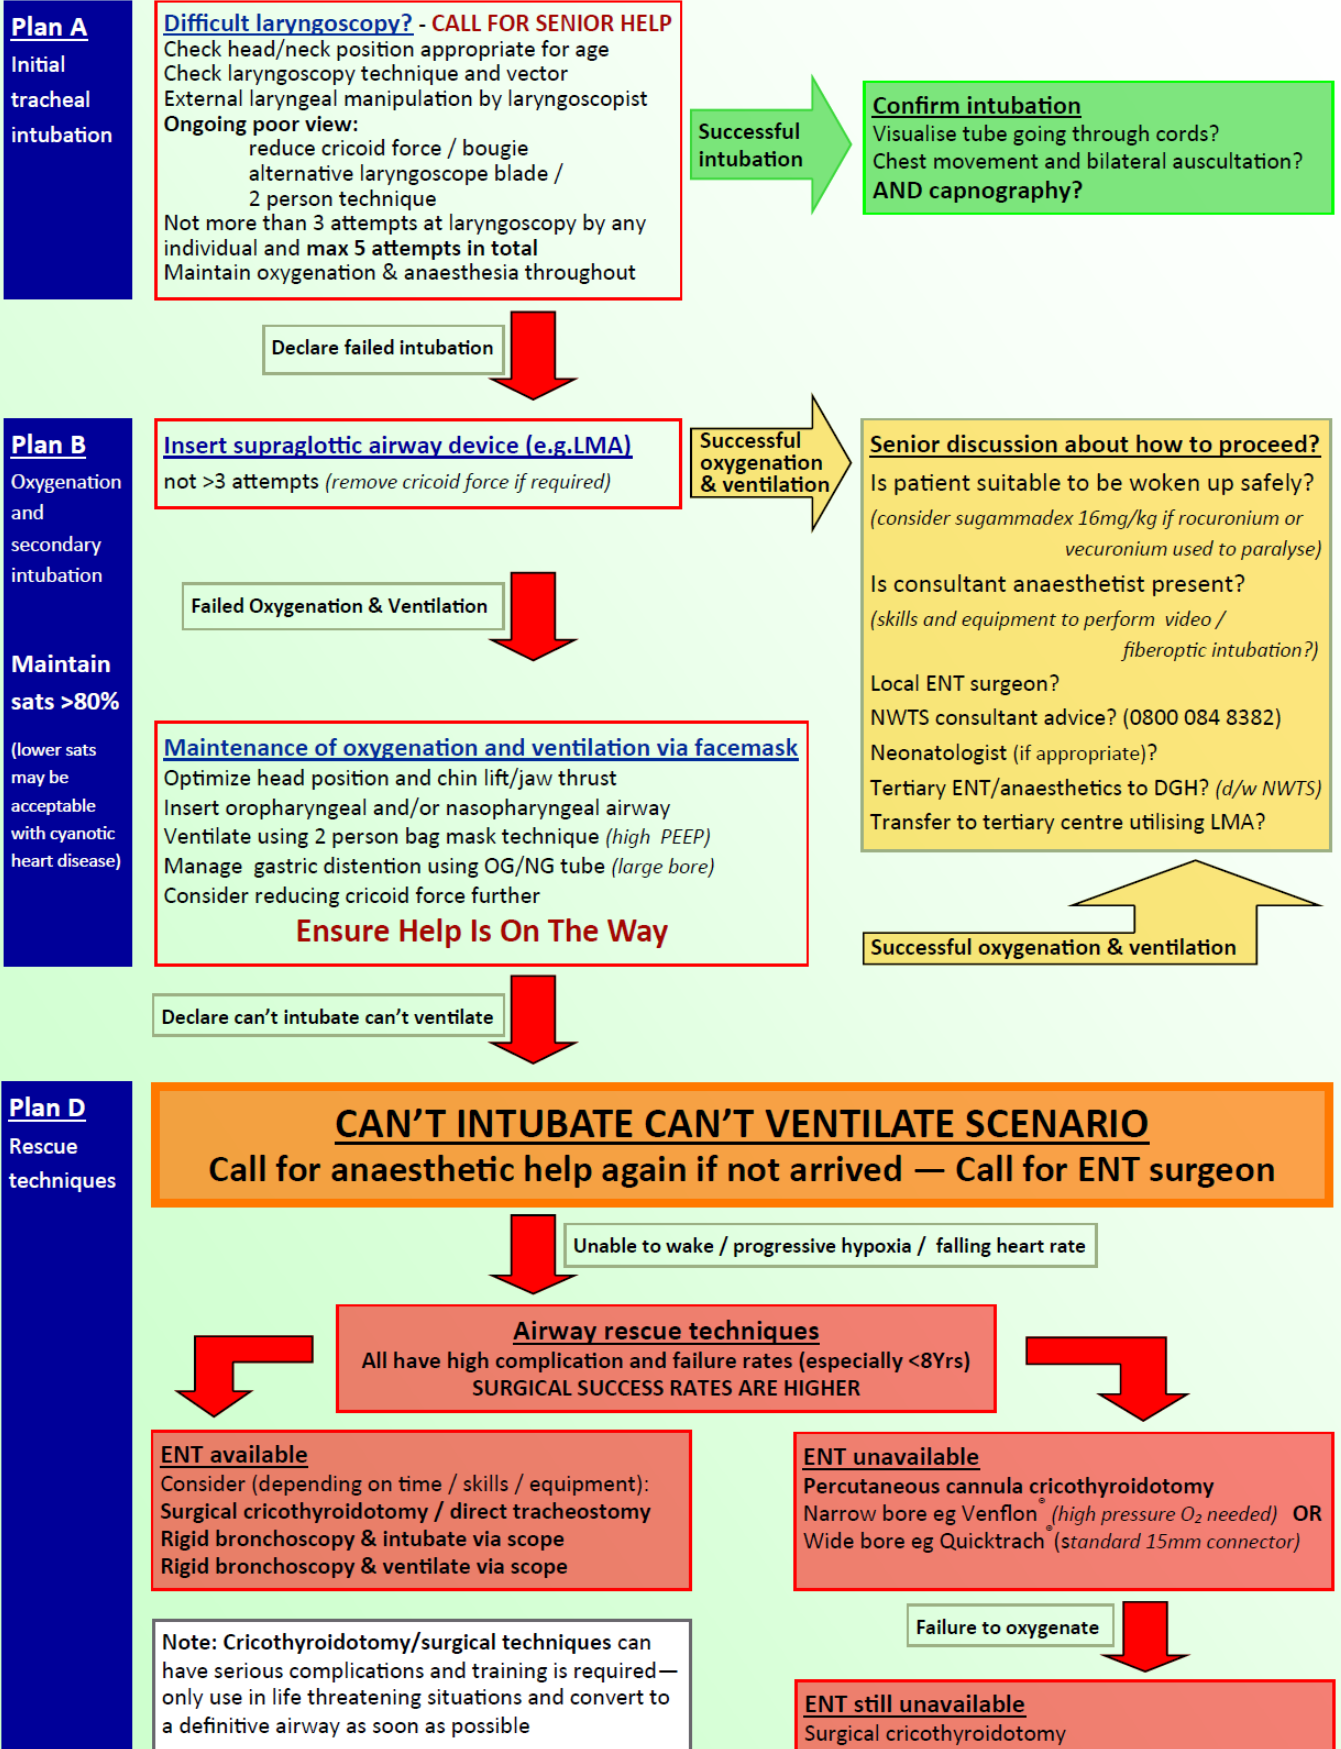 Plan A
Initial
tracheal
intubation
Difficult laryngoscopy? - CALL FOR SENIOR HELP
Check head/neck position appropriate for age
Check laryngoscopy technique and vector
External laryngeal manipulation by laryngoscopist
Ongoing poor view:
reduce cricoid force / bougie
alternative laryngoscope blade /
2 person technique
Not more than 3 attempts at laryngoscopy by any
individual and max 5 attempts in total
Maintain oxygenation & anaesthesia throughout
Successful
intubation
Confirm intubation
Visualise tube going through cords?
Chest movement and bilateral auscultation?
AND capnography?
Declare failed intubation
Plan B
Oxygenation
and
secondary
intubation
Maintain
sats >80%
(lower sats
may be
acceptable
with cyanotic
heart disease)
Insert supraglottic airway device (e.g.LMA)
not >3 attempts (remove cricoid force if required)
Successful
oxygenation
& ventilation
Senior discussion about how to proceed?
Is patient suitable to be woken up safely?
(consider sugammadex 16mg/kg if rocuronium or
vecuronium used to paralyse)
Is consultant anaesthetist present?
(skills and equipment to perform video /
fiberoptic intubation?)
Local ENT surgeon?
NWTS consultant advice? (0800 084 8382)
Neonatologist (if appropriate)?
Tertiary ENT/anaesthetics to DGH? (d/w NWTS)
Transfer to tertiary centre utilising LMA?
Failed Oxygenation & Ventilation
Maintenance of oxygenation and ventilation via facemask
Optimize head position and chin lift/jaw thrust
Insert oropharyngeal and/or nasopharyngeal airway
Ventilate using 2 person bag mask technique (high PEEP)
Manage gastric distention using OG/NG tube (large bore)
Consider reducing cricoid force further
Ensure Help Is On The Way
Successful oxygenation & ventilation
Declare can't intubate can't ventilate
Plan D
Rescue
techniques
CAN'T INTUBATE CAN'T VENTILATE SCENARIO
Call for anaesthetic help again if not arrived — Call for ENT surgeon
Unable to wake / progressive hypoxia / falling heart rate
Airway rescue techniques
All have high complication and failure rates (especially <8Yrs)
SURGICAL SUCCESS RATES ARE HIGHER
ENT available
Consider (depending on time / skills / equipment):
Surgical cricothyroidotomy / direct tracheostomy
Rigid bronchoscopy & intubate via scope
Rigid bronchoscopy & ventilate via scope
ENT unavailable
Percutaneous cannula cricothyroidotomy
Narrow bore eg Venflon® (high pressure O₂ needed) OR
Wide bore eg Quicktrach® (standard 15mm connector)
Failure to oxygenate
Note: Cricothyroidotomy/surgical techniques can
have serious complications and training is required—
only use in life threatening situations and convert to
a definitive airway as soon as possible
ENT still unavailable
Surgical cricothyroidotomy